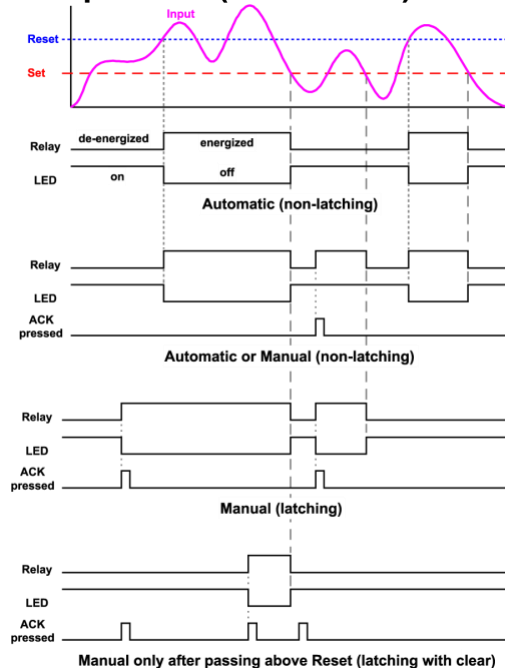 Input
Reset
Set
de-energized
energized
Relay
on
off
LED
Automatic (non-latching)
Relay
LED
ACK
pressed
Automatic or Manual (non-latching)
Relay
LED
ACK
pressed
Manual (latching)
Relay
LED
ACK
pressed
Manual only after passing above Reset (latching with clear)